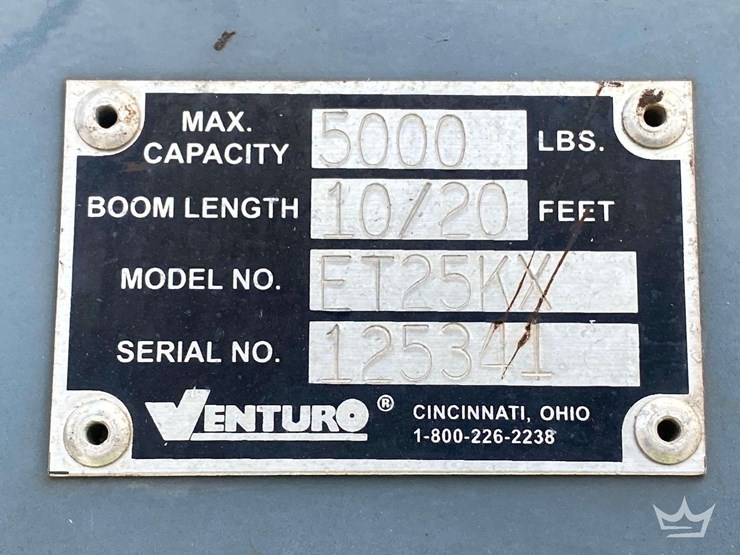 MAX. CAPACITY 5000 LBS.
BOOM LENGTH 10/20 FEET
MODEL NO. ET25KX
SERIAL NO. 125341
VENTURO ® CINCINNATI, OHIO
1-800-226-2238